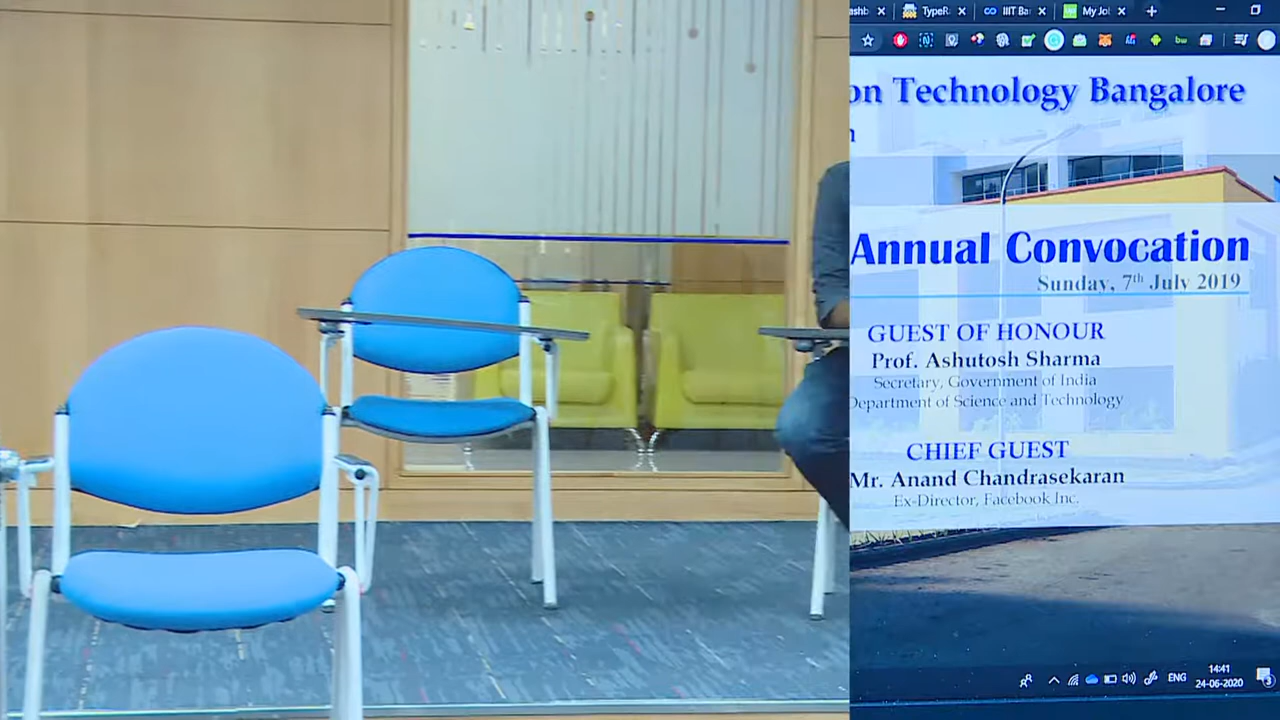 TypeR
IIIT Ba
My Jol
on Technology Bangalore
Annual Convocation
Sunday, 7th July 2019
GUEST OF HONOUR
Prof. Ashutosh Sharma
Secretary, Government of India
Department of Science and Technology
CHIEF GUEST
Mr. Anand Chandrasekaran
Ex-Director, Facebook Inc.
ENG
14:41
24-06-2020